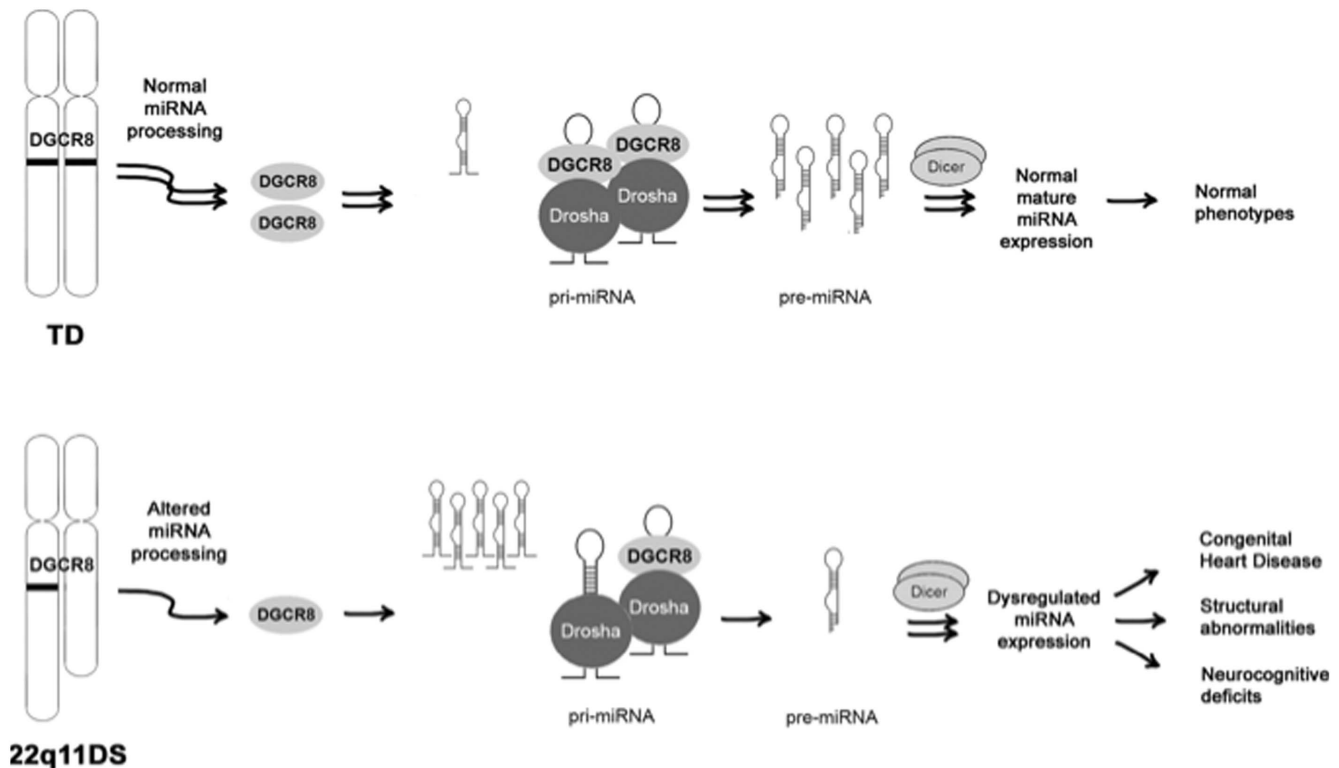 Normal
miRNA
processing
DGCR8
DGCR8
DGCR8
DGCR8
DGCR8
Drosha
Drosha
pri-miRNA
pre-miRNA
Dicer
Normal
mature
miRNA
expression
Normal
phenotypes
TD
Altered
miRNA
processing
DGCR8
DGCR8
DGCR8
Drosha
Drosha
pri-miRNA
pre-miRNA
Dicer
Dysregulated
miRNA
expression
Congenital
Heart Disease
Structural
abnormalities
Neurocognitive
deficits
22q11DS